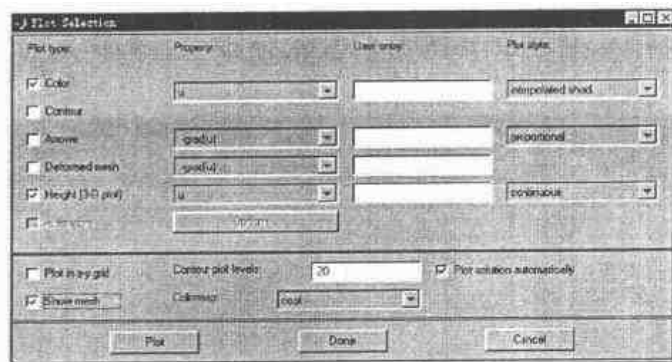 Plot Selection
Plot type: Property: User entry: Plot style:
Color u interpolated shad.
Contour
Arrows -grad(u) proportional
Deformed mesh -grad(u)
Height (3-D plot) u continuous
Options...
Plot in x-y grid Contour plot levels: 20 Plot solution automatically
Show mesh Colormap: cool
Plot Done Cancel